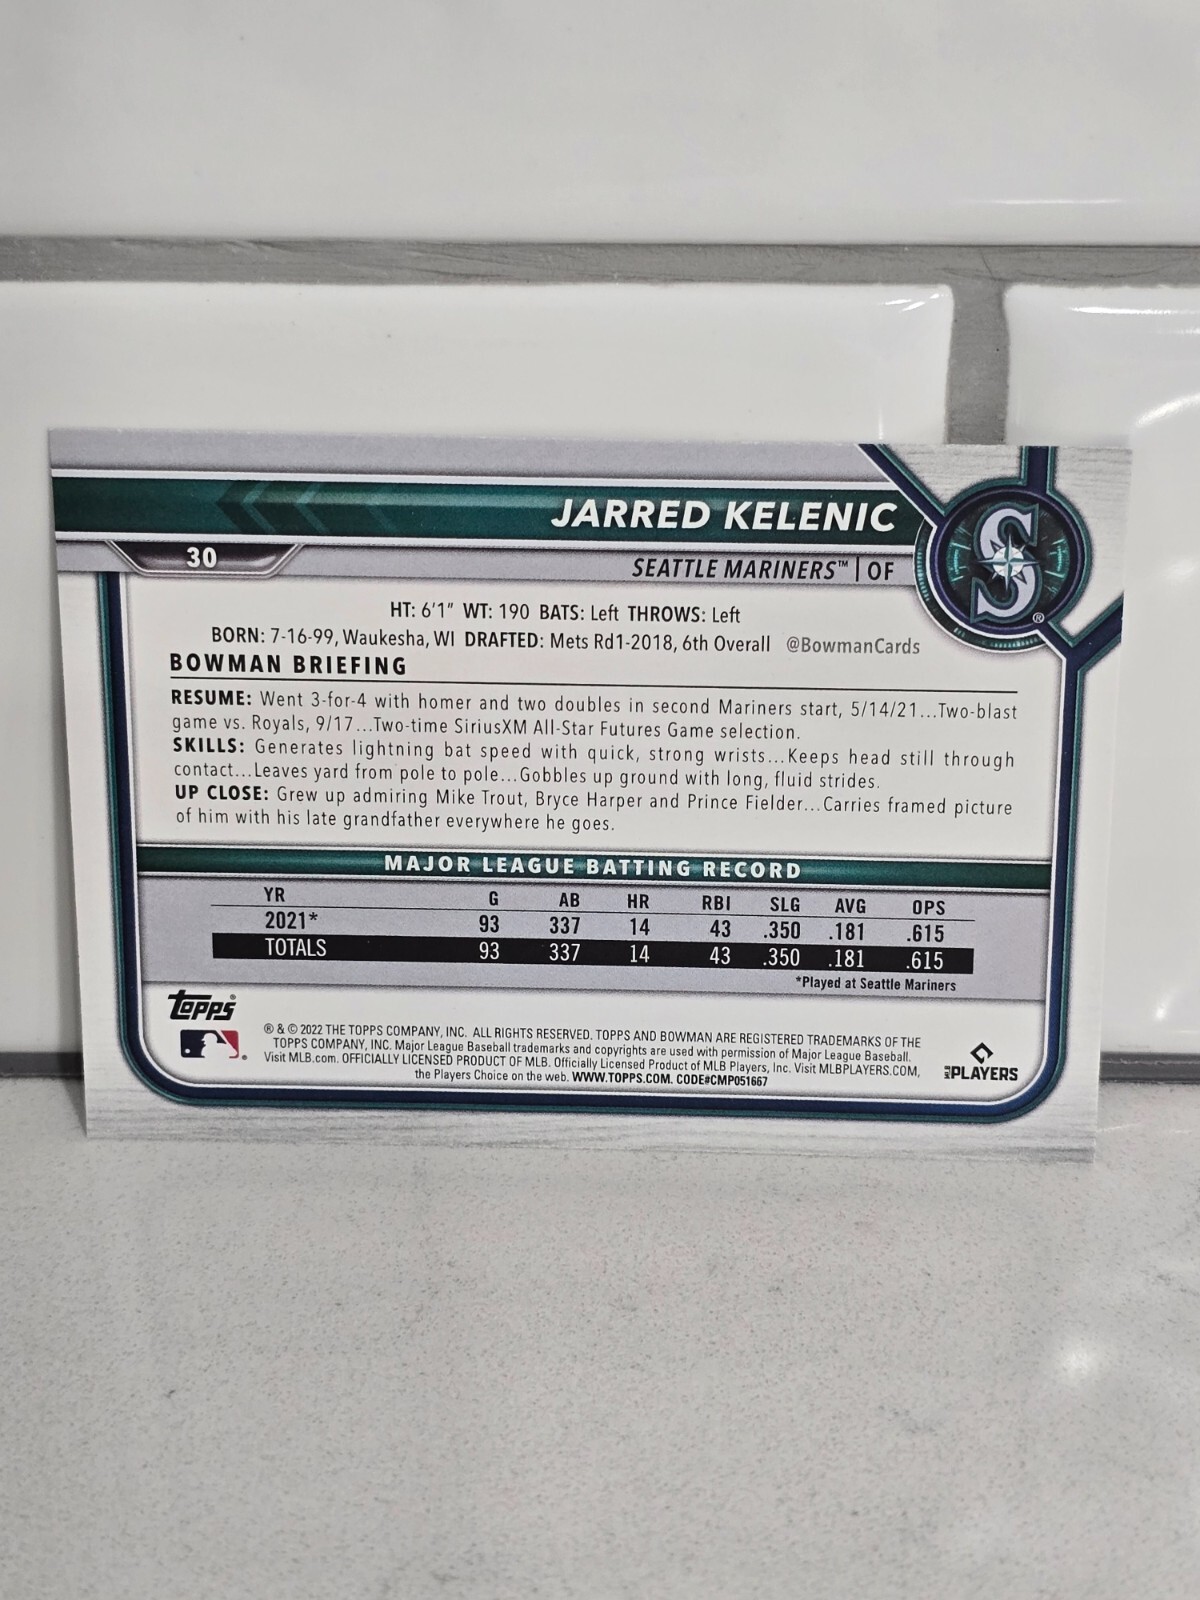 JARRED KELENIC
30
SEATTLE MARINERS™ | OF
S ®
HT: 6'1" WT: 190 BATS: Left THROWS: Left
BORN: 7-16-99, Waukesha, WI DRAFTED: Mets Rd1-2018, 6th Overall @BowmanCards
BOWMAN BRIEFING
RESUME: Went 3-for-4 with homer and two doubles in second Mariners start, 5/14/21...Two-blast
game vs. Royals, 9/17...Two-time SiriusXM All-Star Futures Game selection.
SKILLS: Generates lightning bat speed with quick, strong wrists...Keeps head still through
contact...Leaves yard from pole to pole...Gobbles up ground with long, fluid strides.
UP CLOSE: Grew up admiring Mike Trout, Bryce Harper and Prince Fielder...Carries framed picture
of him with his late grandfather everywhere he goes.
MAJOR LEAGUE BATTING RECORD
YR G AB HR RBI SLG AVG OPS
2021* 93 337 14 43 .350 .181 .615
TOTALS 93 337 14 43 .350 .181 .615
*Played at Seattle Mariners
Topps®
® & © 2022 THE TOPPS COMPANY, INC. ALL RIGHTS RESERVED. TOPPS AND BOWMAN ARE REGISTERED TRADEMARKS OF THE
TOPPS COMPANY, INC. Major League Baseball trademarks and copyrights are used with permission of Major League Baseball.
Visit MLB.com. OFFICIALLY LICENSED PRODUCT OF MLB. Officially Licensed Product of MLB Players, Inc. Visit MLBPLAYERS.COM,
the Players Choice on the web. WWW.TOPPS.COM. CODE#CMP051667
MLB PLAYERS